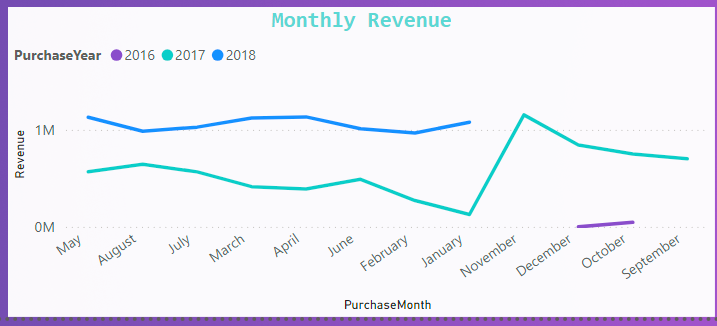 Monthly Revenue
PurchaseYear 2016 2017 2018
Revenue
1M
0M
May August July March April June February January November December October September
PurchaseMonth